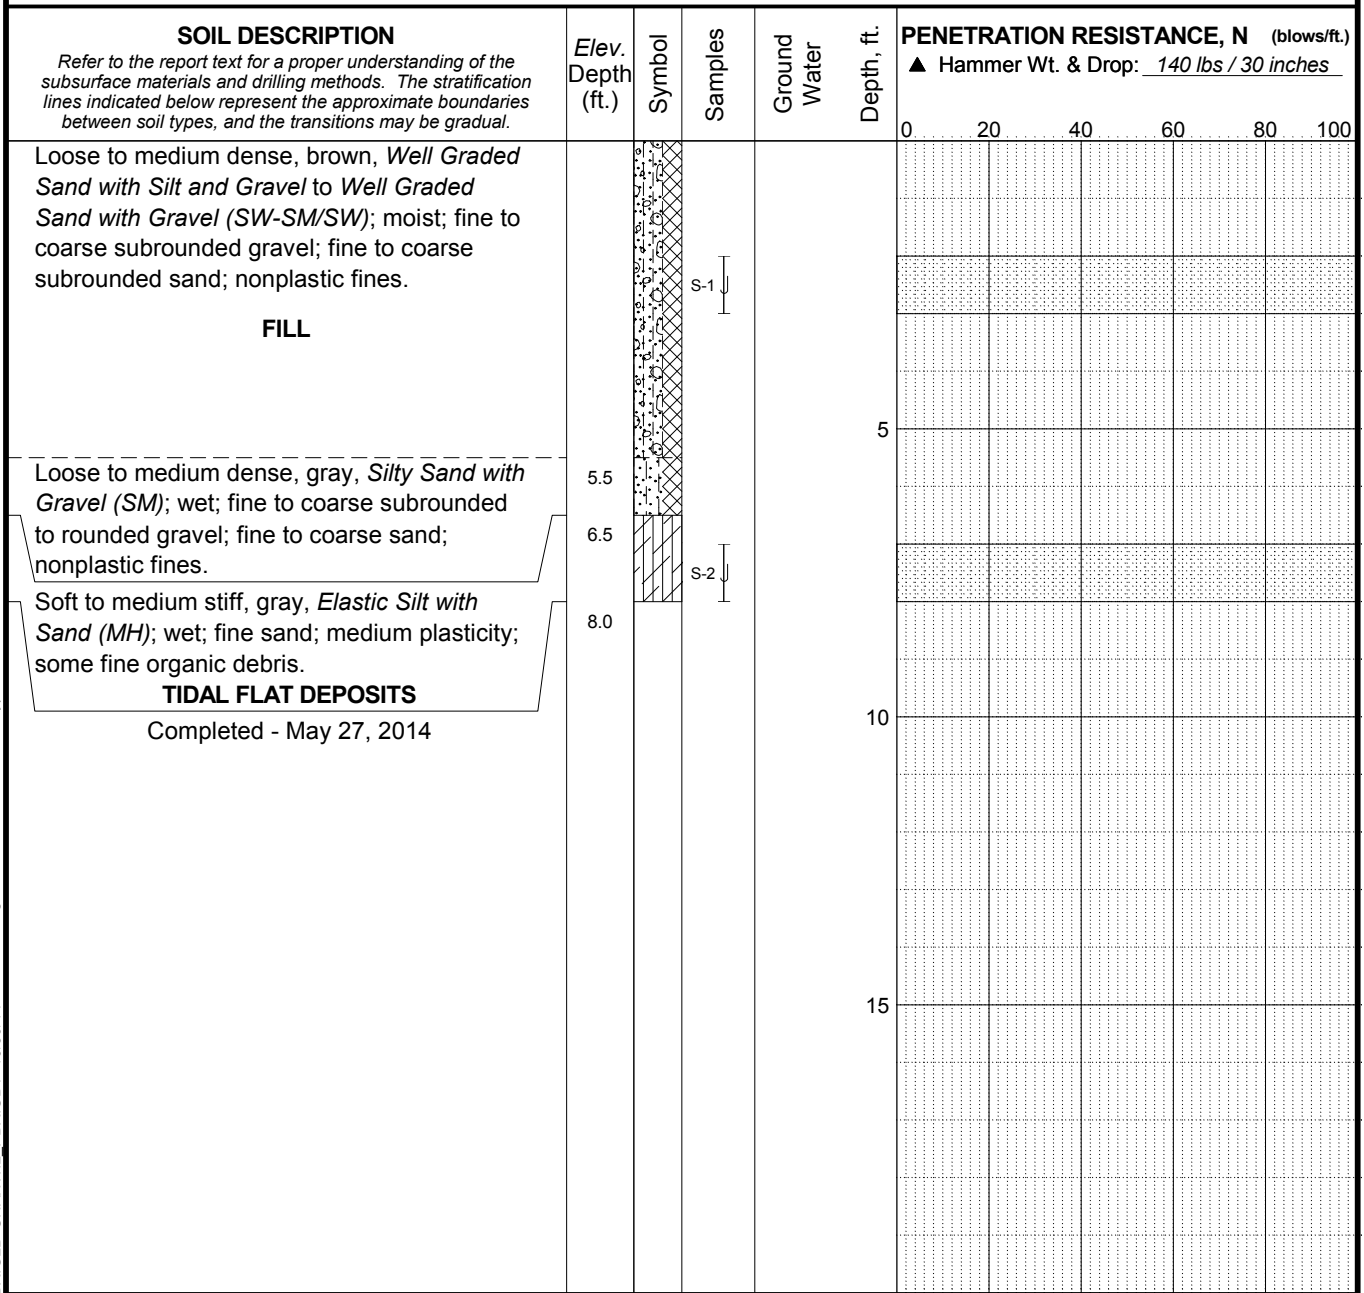 SOIL DESCRIPTION
Refer to the report text for a proper understanding of the
subsurface materials and drilling methods. The stratification
lines indicated below represent the approximate boundaries
between soil types, and the transitions may be gradual.
Elev.
Depth
(ft.)
Symbol
Samples
Ground
Water
Depth, ft.
PENETRATION RESISTANCE, N (blows/ft.)
▲ Hammer Wt. & Drop: 140 lbs / 30 inches
0 20 40 60 80 100
Loose to medium dense, brown, Well Graded
Sand with Silt and Gravel to Well Graded
Sand with Gravel (SW-SM/SW); moist; fine to
coarse subrounded gravel; fine to coarse
subrounded sand; nonplastic fines.
FILL
S-1
5
Loose to medium dense, gray, Silty Sand with
Gravel (SM); wet; fine to coarse subrounded
to rounded gravel; fine to coarse sand;
nonplastic fines.
5.5
6.5
S-2
Soft to medium stiff, gray, Elastic Silt with
Sand (MH); wet; fine sand; medium plasticity;
some fine organic debris.
TIDAL FLAT DEPOSITS
8.0
Completed - May 27, 2014
10
15